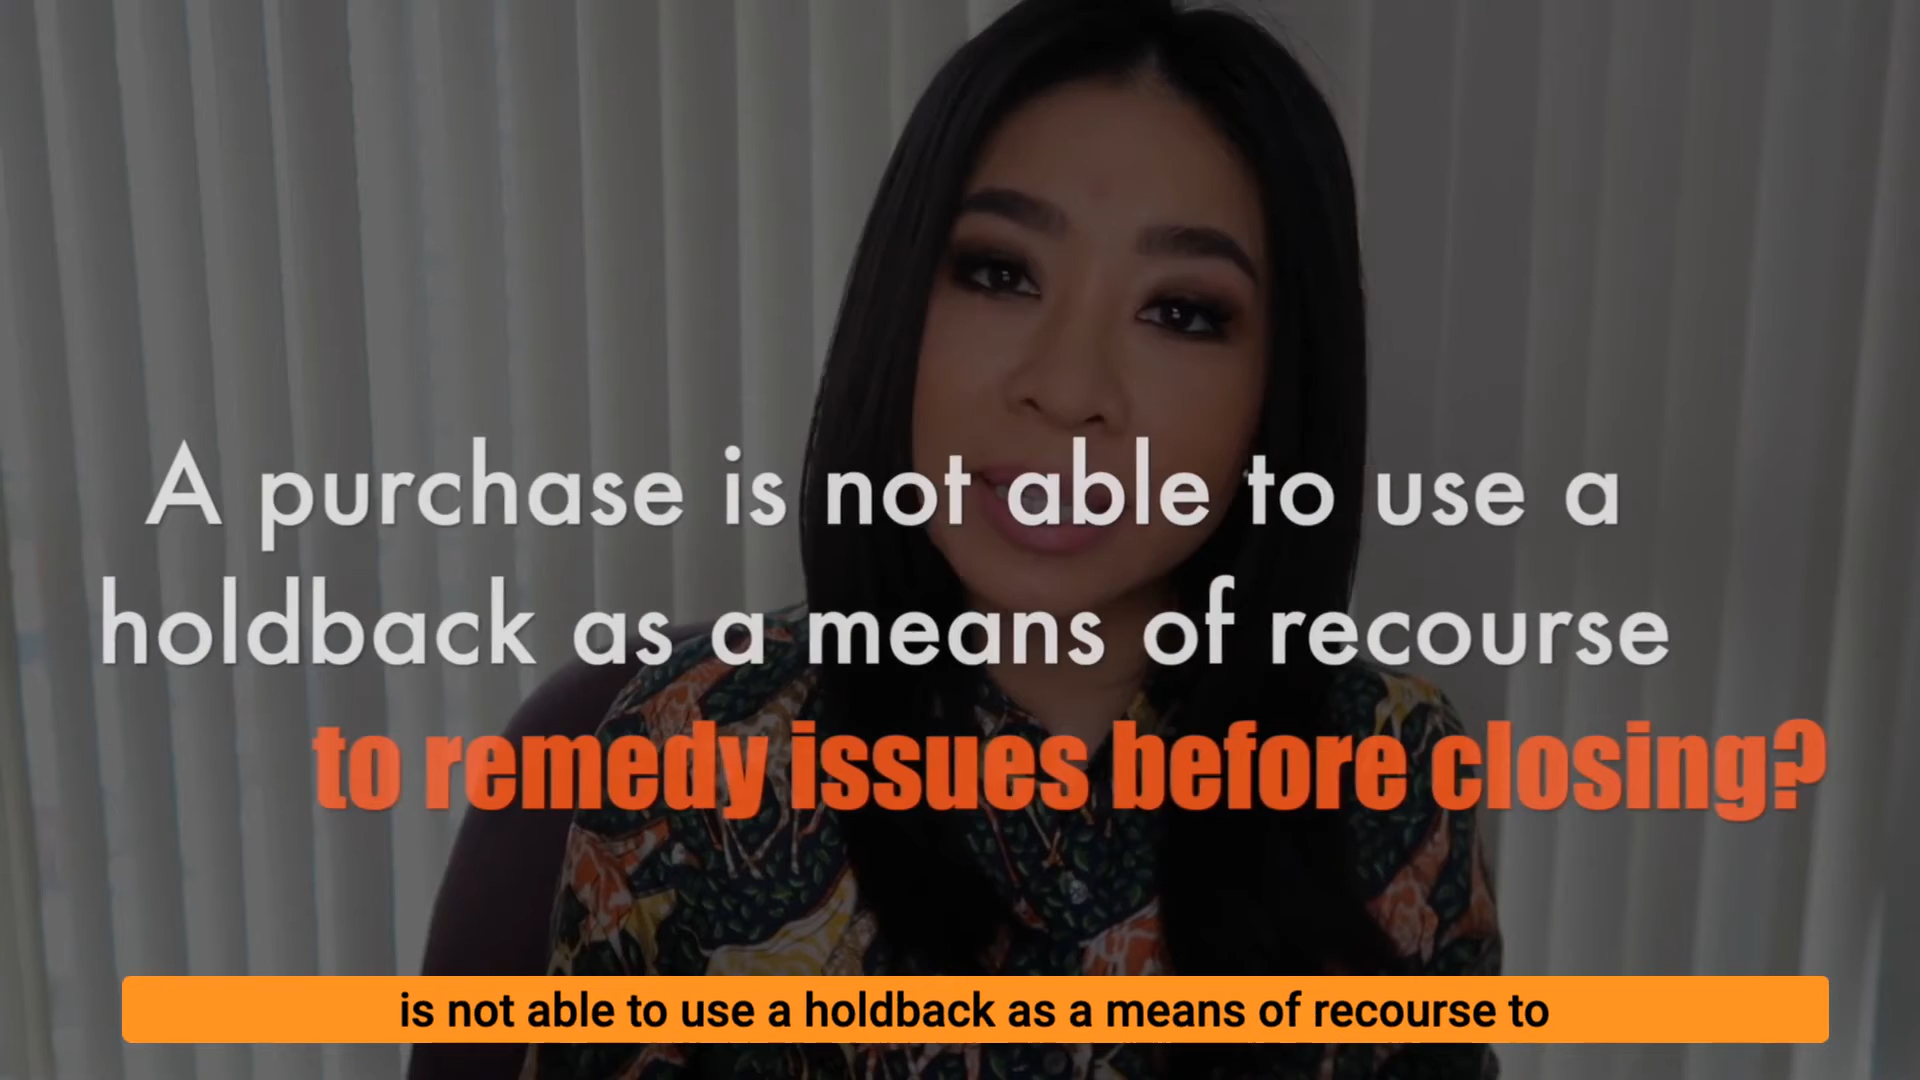 A purchase is not able to use a
holdback as a means of recourse
to remedy issues before closing?
is not able to use a holdback as a means of recourse to